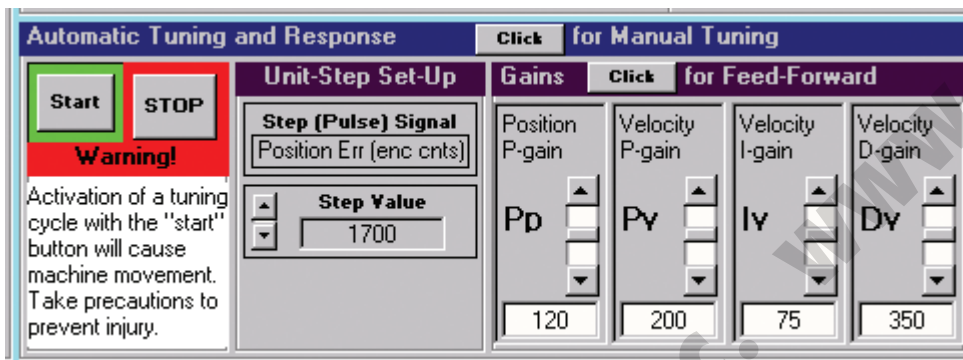 Automatic Tuning and Response Click for Manual Tuning
Start STOP
Warning!
Activation of a tuning
cycle with the "start"
button will cause
machine movement.
Take precautions to
prevent injury.
Unit-Step Set-Up
Step (Pulse) Signal
Position Err (enc cnts)
Step Value
1700
Gains Click for Feed-Forward
Position
P-gain
Pp
120
Velocity
P-gain
Pv
200
Velocity
I-gain
Iv
75
Velocity
D-gain
Dv
350
www.